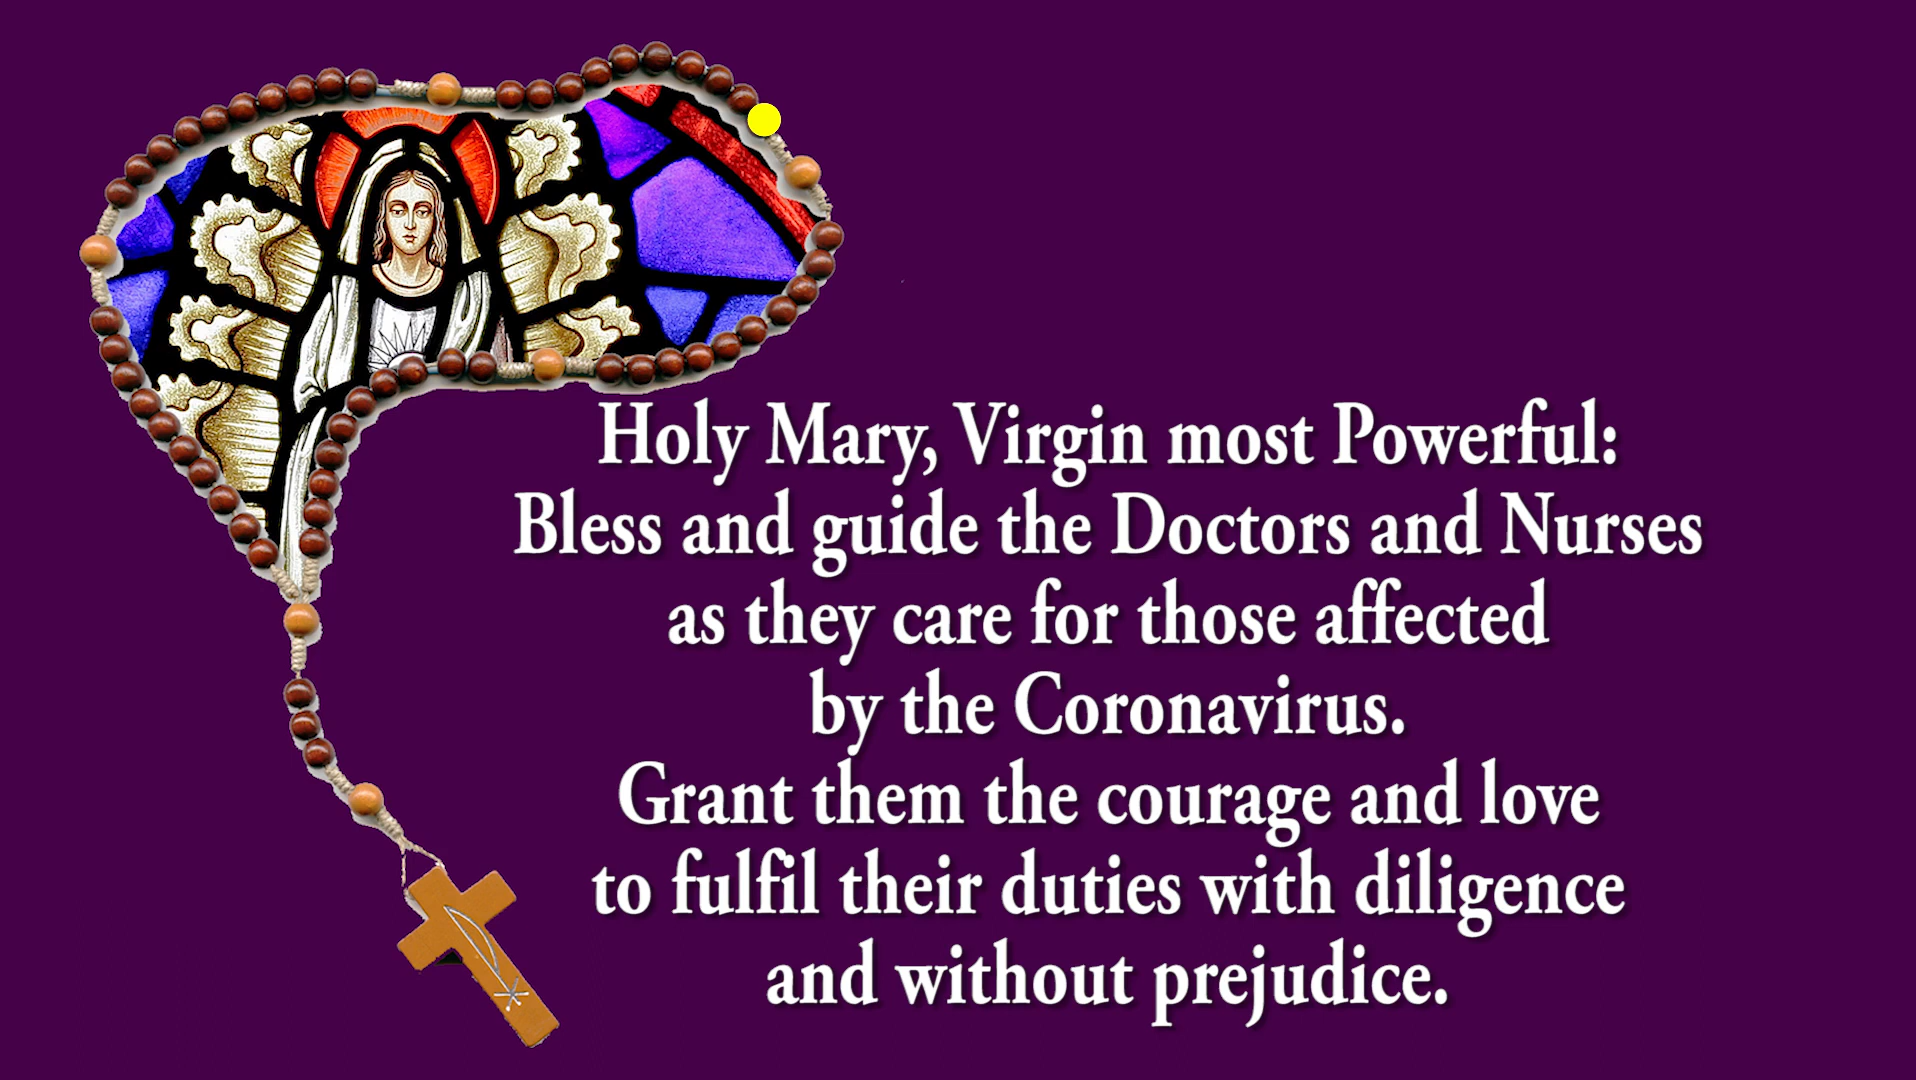 Holy Mary, Virgin most Powerful:
Bless and guide the Doctors and Nurses
as they care for those affected
by the Coronavirus.
Grant them the courage and love
to fulfil their duties with diligence
and without prejudice.